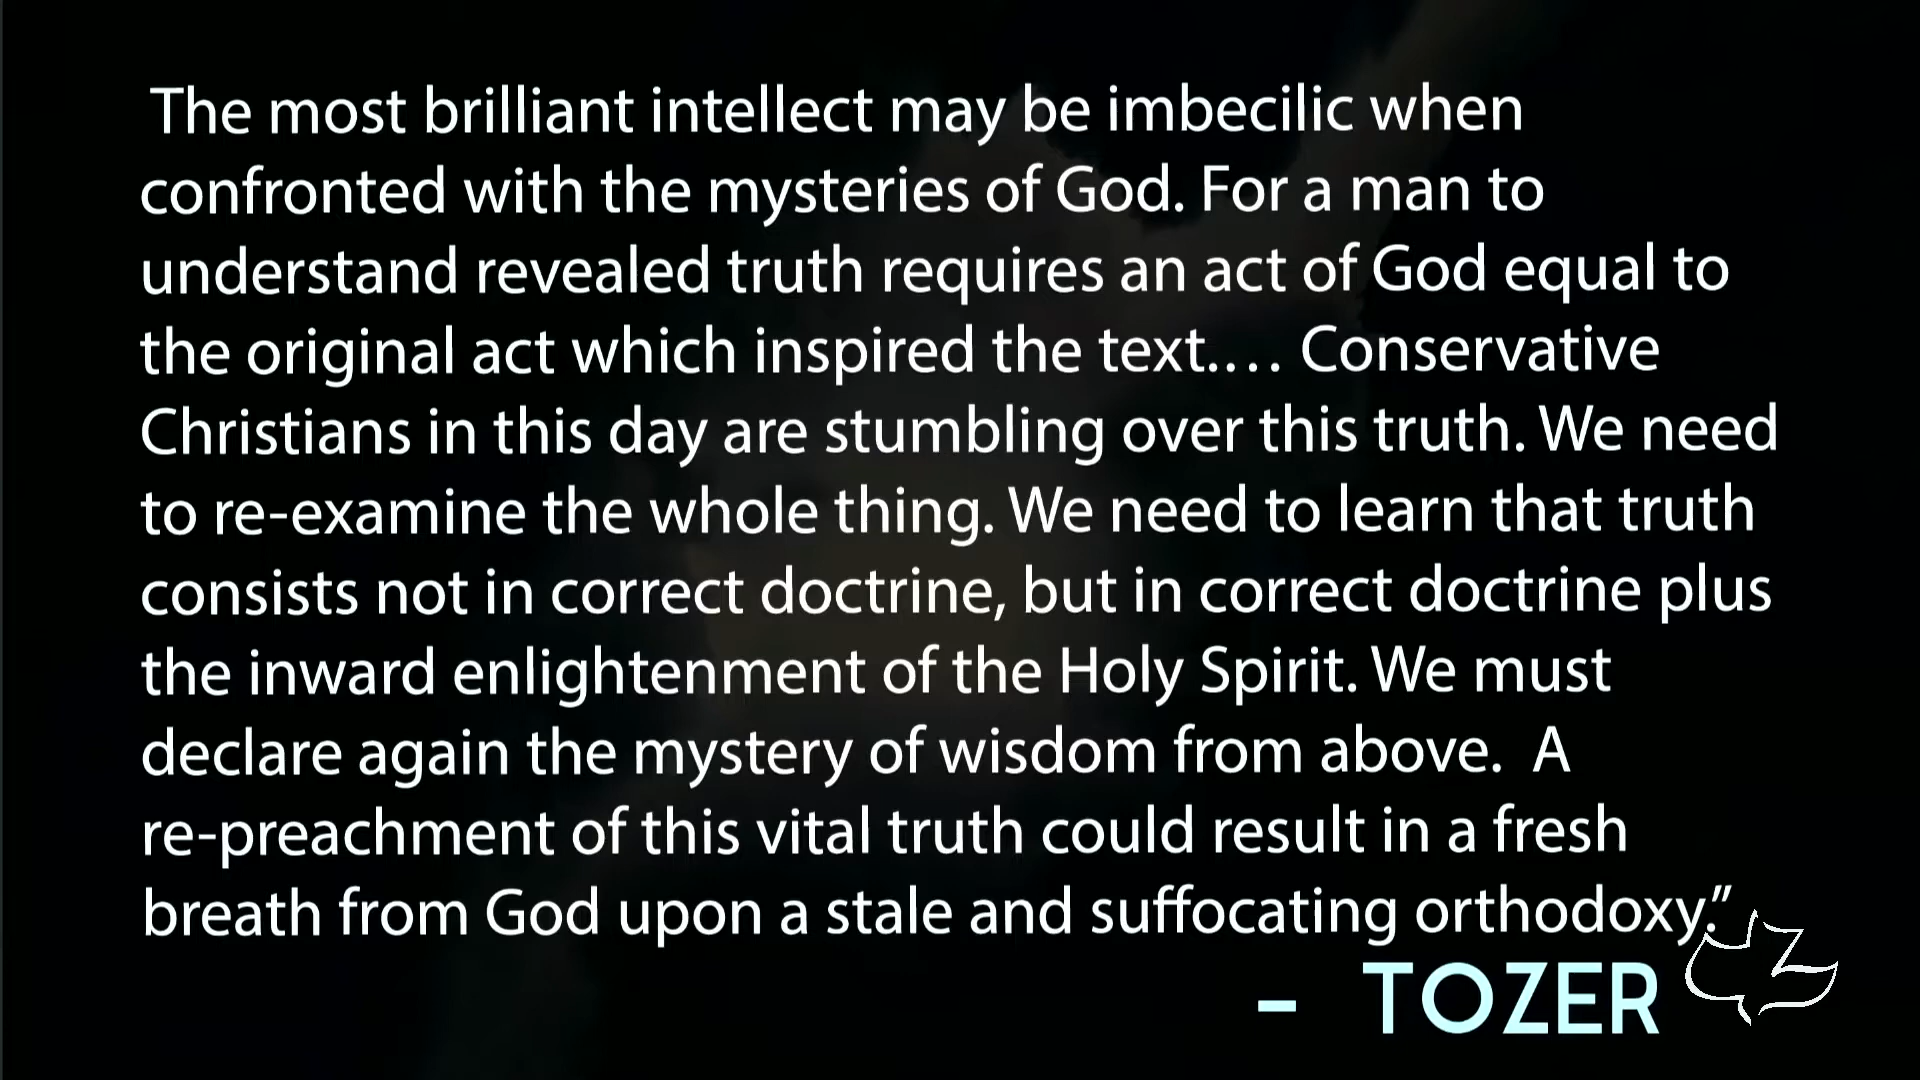 The most brilliant intellect may be imbecilic when
confronted with the mysteries of God. For a man to
understand revealed truth requires an act of God equal to
the original act which inspired the text.… Conservative
Christians in this day are stumbling over this truth. We need
to re-examine the whole thing. We need to learn that truth
consists not in correct doctrine, but in correct doctrine plus
the inward enlightenment of the Holy Spirit. We must
declare again the mystery of wisdom from above.  A
re-preachment of this vital truth could result in a fresh
breath from God upon a stale and suffocating orthodoxy.”
– TOZER